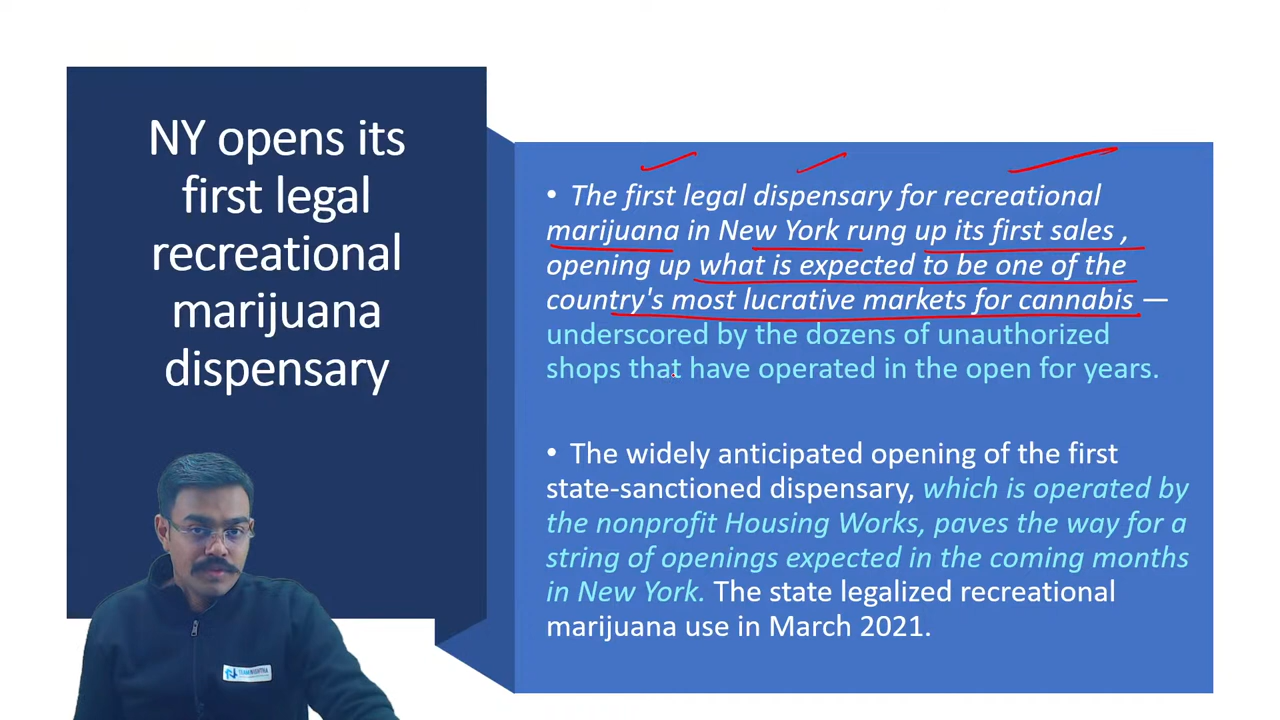 NY opens its
first legal
recreational
marijuana
dispensary
• The first legal dispensary for recreational
marijuana in New York rung up its first sales ,
opening up what is expected to be one of the
country's most lucrative markets for cannabis —
underscored by the dozens of unauthorized
shops that have operated in the open for years.
• The widely anticipated opening of the first
state-sanctioned dispensary, which is operated by
the nonprofit Housing Works, paves the way for a
string of openings expected in the coming months
in New York. The state legalized recreational
marijuana use in March 2021.